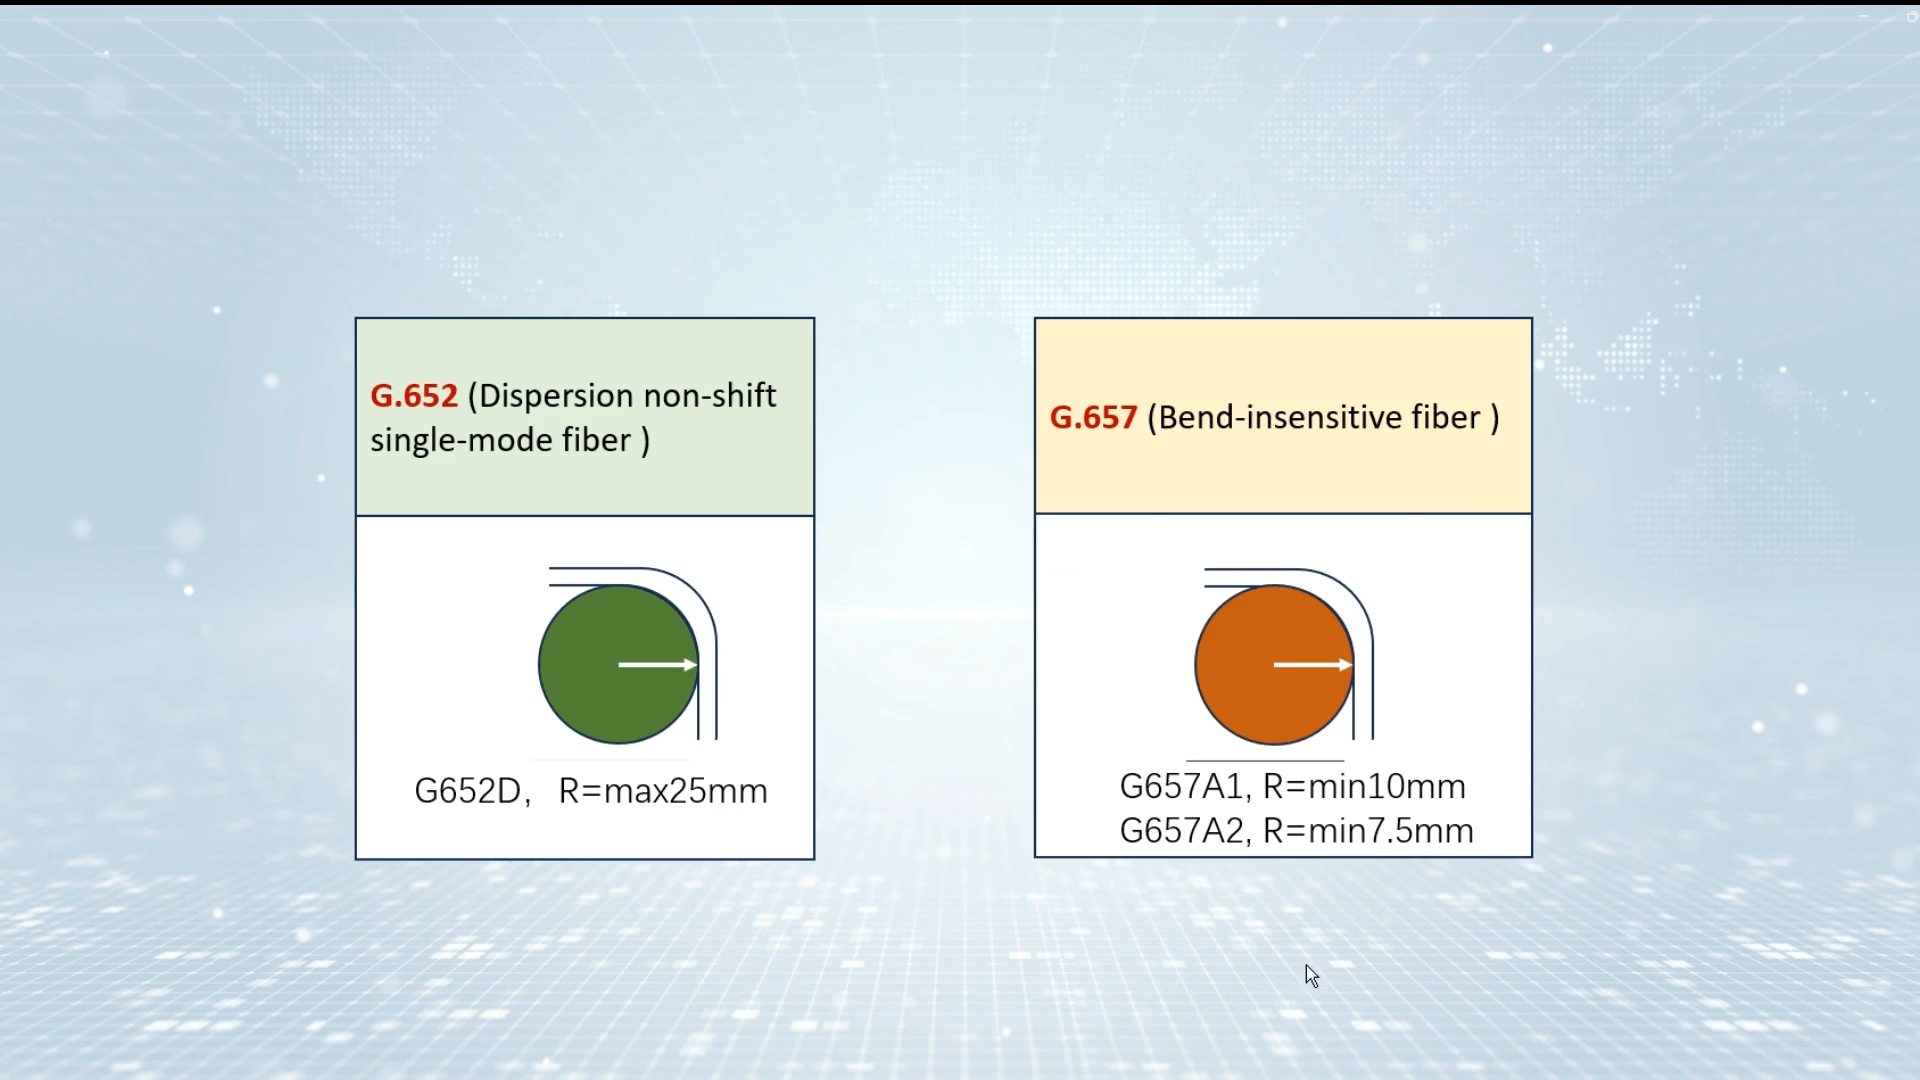 G.652 (Dispersion non-shift
single-mode fiber )
G652D,   R=max25mm
G.657 (Bend-insensitive fiber )
G657A1, R=min10mm
G657A2, R=min7.5mm